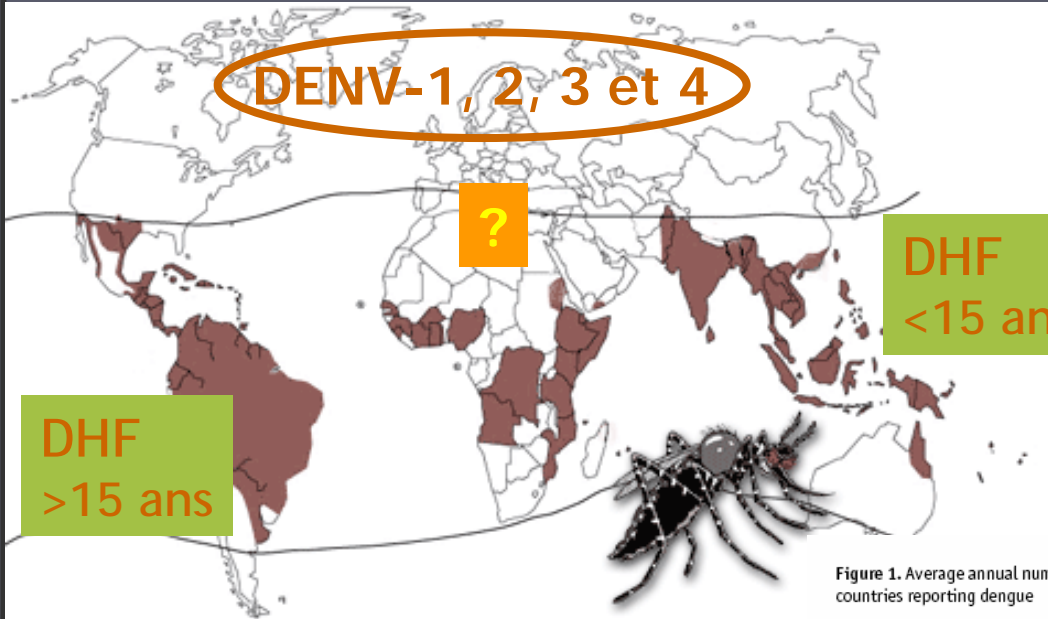 DENV-1, 2, 3 et 4
?
DHF
<15 an
DHF
>15 ans
Figure 1. Average annual num
countries reporting dengue